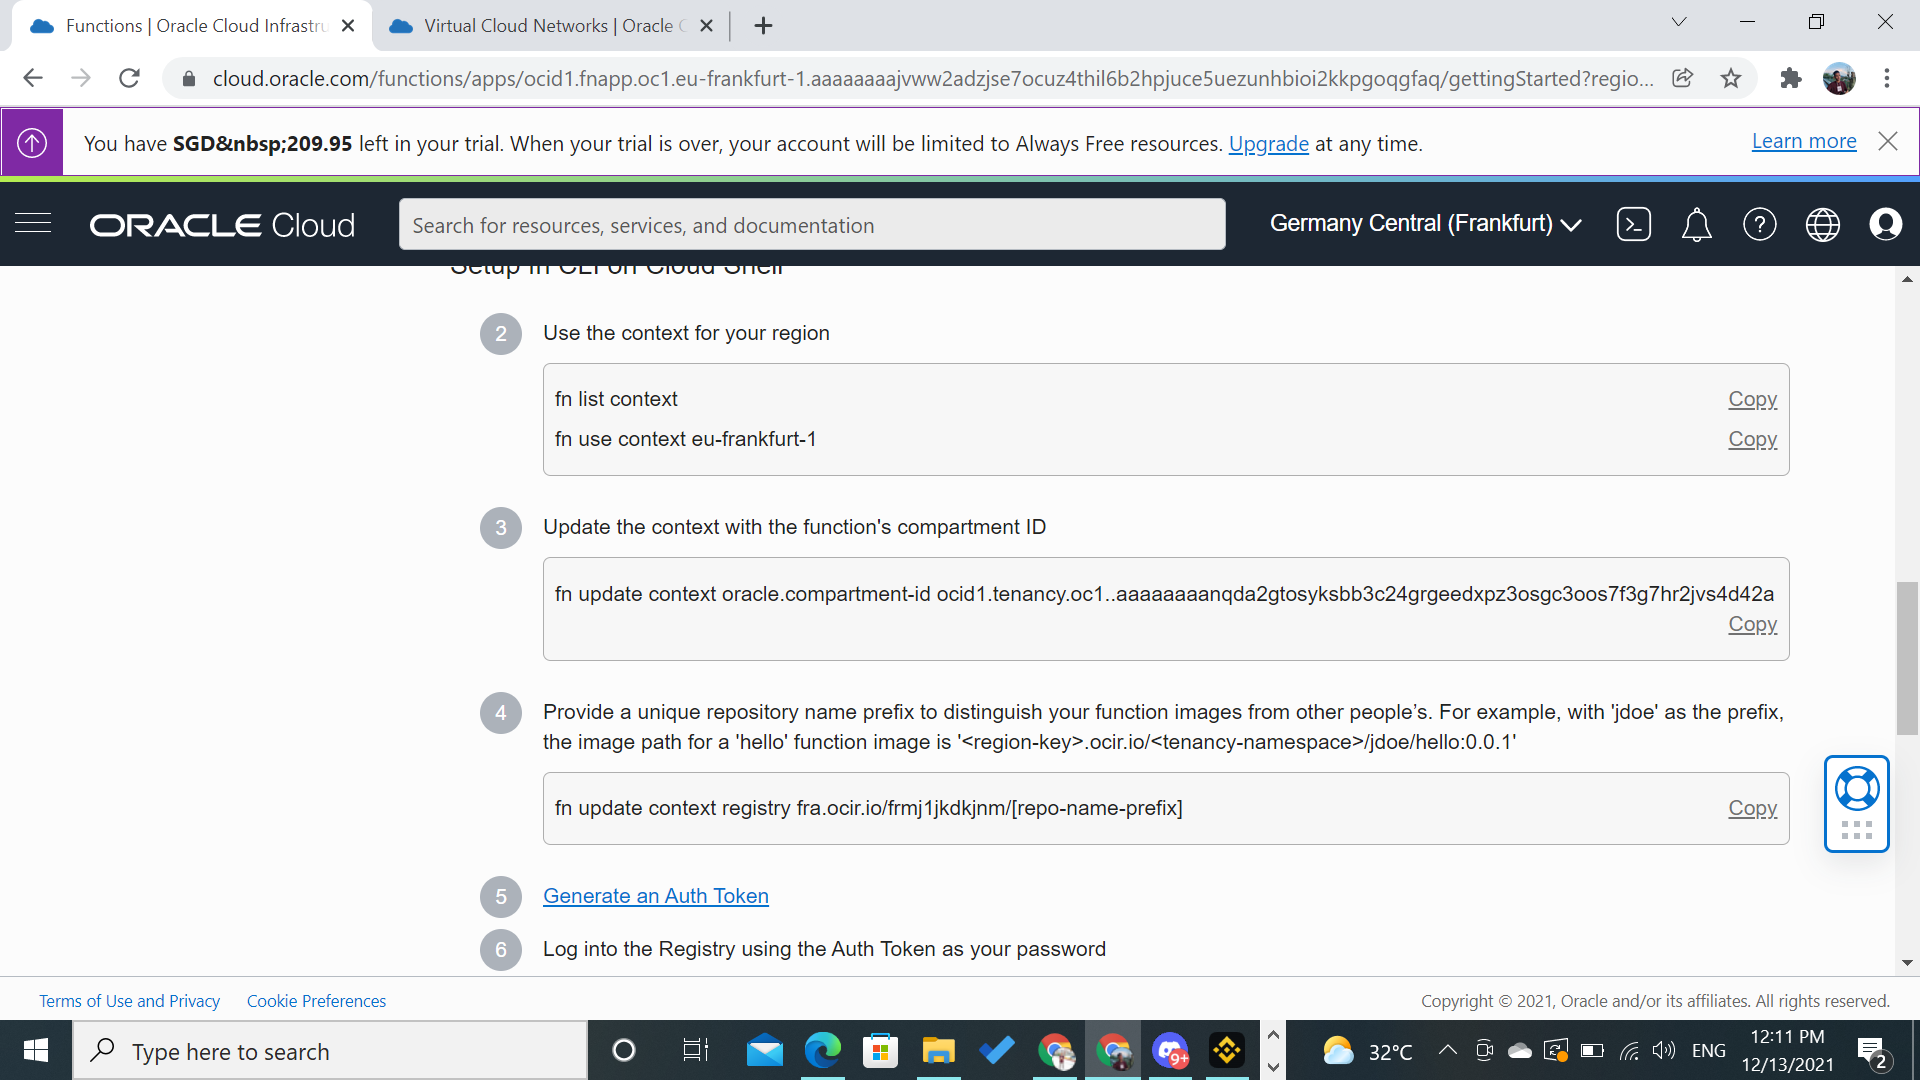 Functions | Oracle Cloud Infrastru
Virtual Cloud Networks | Oracle C
cloud.oracle.com/functions/apps/ocid1.fnapp.oc1.eu-frankfurt-1.aaaaaaaajvww2adzjse7ocuz4thil6b2hpjuce5uezunhbioi2kkpgoqgfaq/gettingStarted?regio...
You have SGD&nbsp;209.95 left in your trial. When your trial is over, your account will be limited to Always Free resources. Upgrade at any time.
Learn more
ORACLE Cloud
Search for resources, services, and documentation
Germany Central (Frankfurt)
Setup in CLI on Cloud Shell
2 Use the context for your region
fn list context Copy
fn use context eu-frankfurt-1 Copy
3 Update the context with the function's compartment ID
fn update context oracle.compartment-id ocid1.tenancy.oc1..aaaaaaaanqda2gtosyksbb3c24grgeedxpz3osgc3oos7f3g7hr2jvs4d42a
Copy
4 Provide a unique repository name prefix to distinguish your function images from other people’s. For example, with 'jdoe' as the prefix,
the image path for a 'hello' function image is '<region-key>.ocir.io/<tenancy-namespace>/jdoe/hello:0.0.1'
fn update context registry fra.ocir.io/frmj1jkdkjnm/[repo-name-prefix] Copy
5 Generate an Auth Token
6 Log into the Registry using the Auth Token as your password
Terms of Use and Privacy
Cookie Preferences
Copyright © 2021, Oracle and/or its affiliates. All rights reserved.
Type here to search
9+
32°C
ENG
12:11 PM
12/13/2021
2